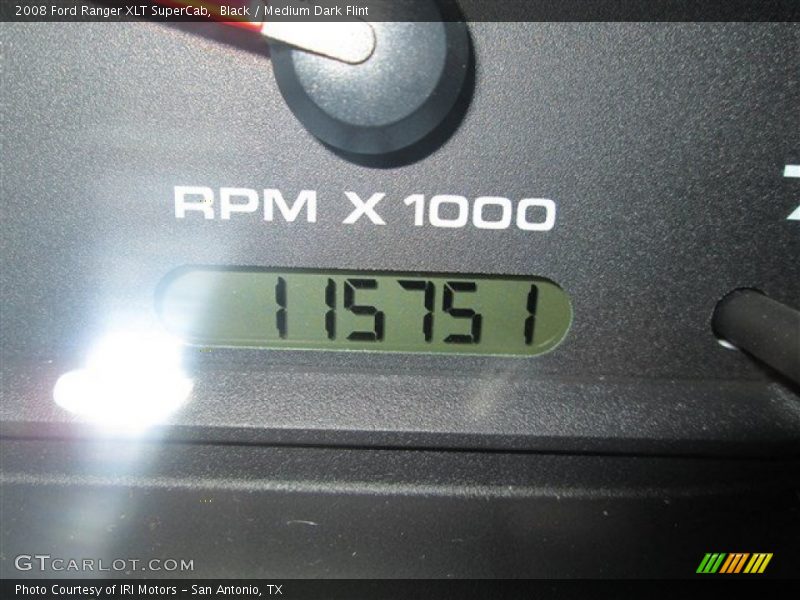 2008 Ford Ranger XLT SuperCab, Black / Medium Dark Flint
RPM X 1000
115751
GTCARLOT.COM
Photo Courtesy of IRI Motors – San Antonio, TX